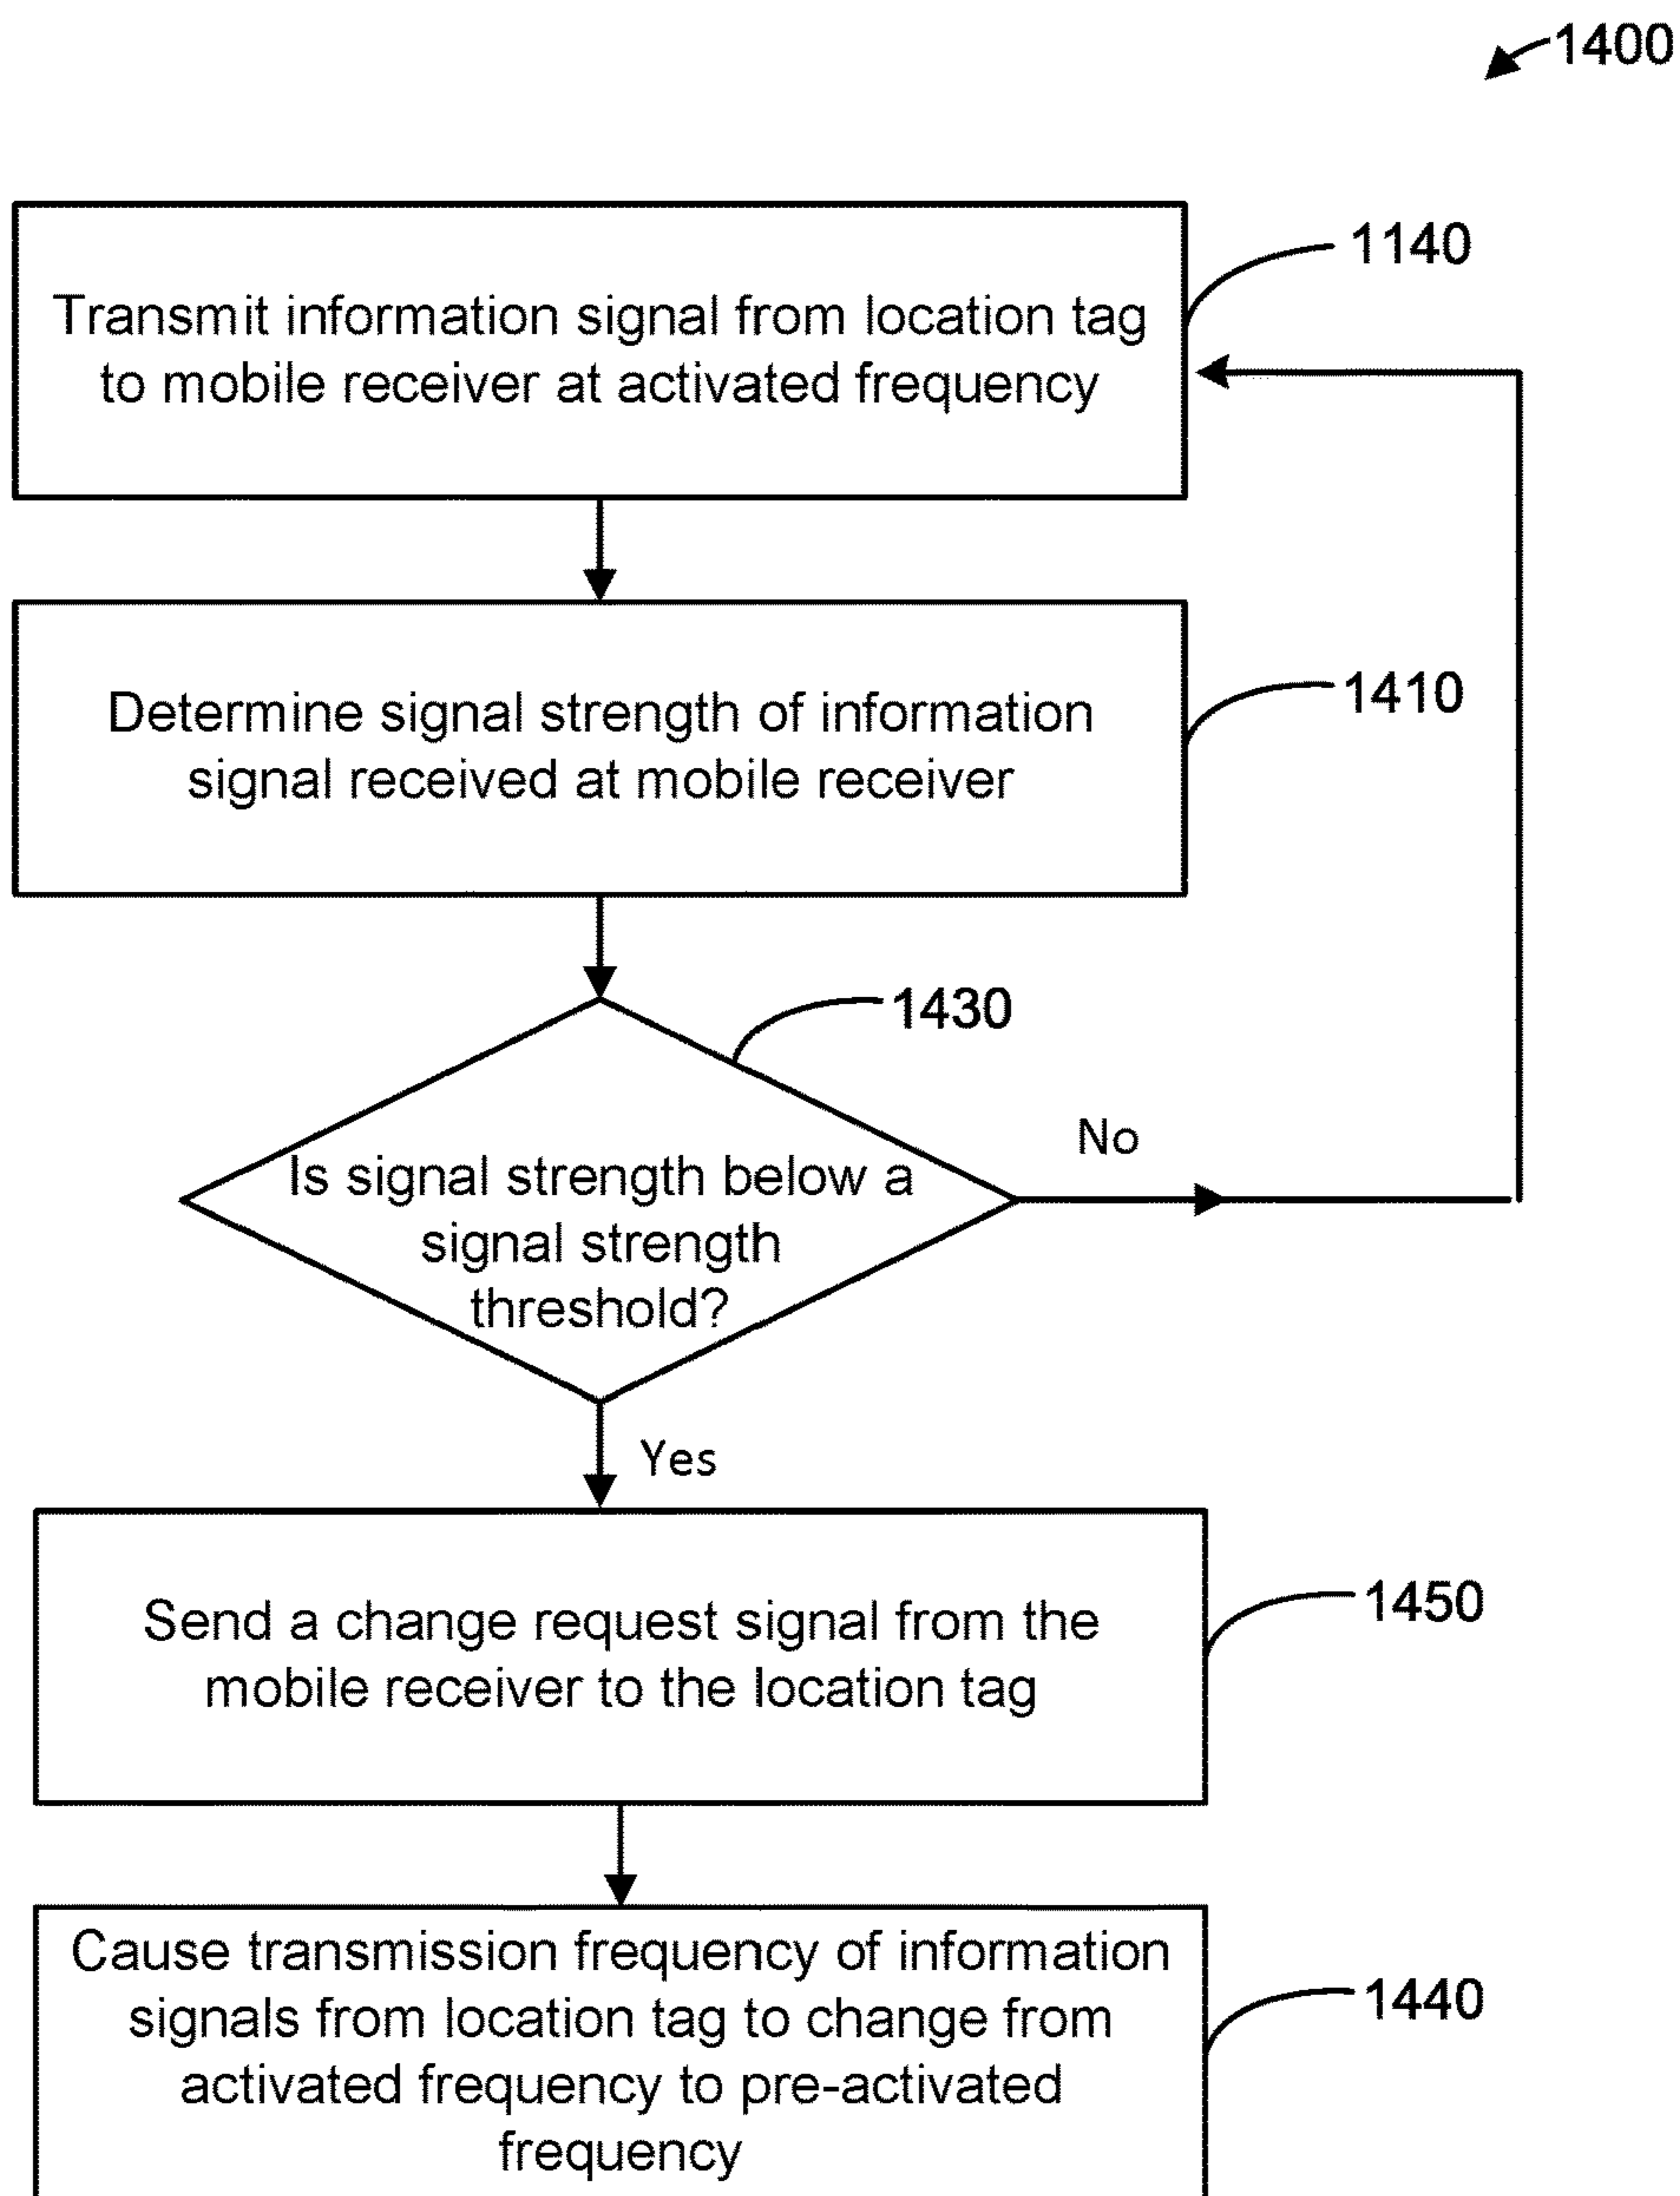 1400
Transmit information signal from location tag
to mobile receiver at activated frequency
1140
Determine signal strength of information
signal received at mobile receiver
1410
1430
Is signal strength below a
signal strength
threshold?
No
Yes
Send a change request signal from the
mobile receiver to the location tag
1450
Cause transmission frequency of information
signals from location tag to change from
activated frequency to pre-activated
frequency
1440